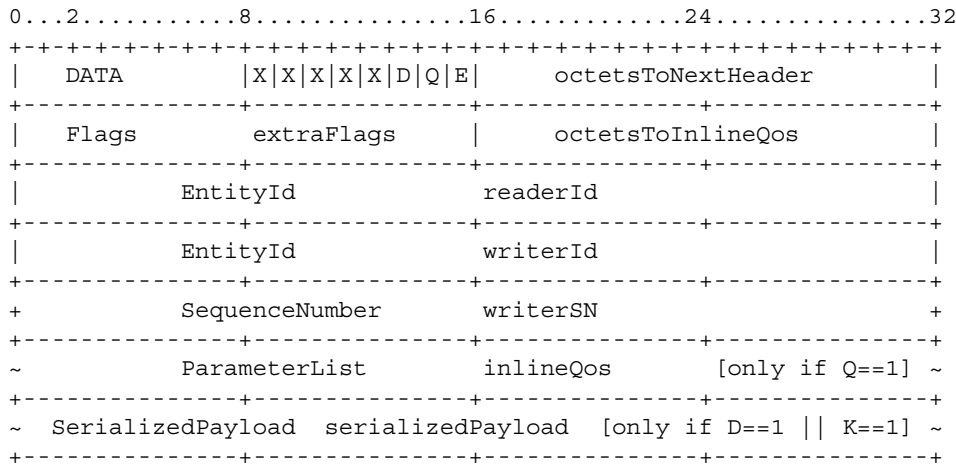 0...2...........8...............16.............24...............32
+-+-+-+-+-+-+-+-+-+-+-+-+-+-+-+-+-+-+-+-+-+-+-+-+-+-+-+-+-+-+-+-+
|   DATA        |X|X|X|X|X|D|Q|E|     octetsToNextHeader        |
+---------------+---------------+---------------+---------------+
|   Flags        extraFlags     |     octetsToInlineQos         |
+---------------+---------------+---------------+---------------+
|           EntityId            readerId                        |
+---------------+---------------+---------------+---------------+
|           EntityId            writerId                        |
+---------------+---------------+---------------+---------------+
+           SequenceNumber      writerSN                        +
+---------------+---------------+---------------+---------------+
~           ParameterList       inlineQos       [only if Q==1]  ~
+---------------+---------------+---------------+---------------+
~  SerializedPayload  serializedPayload  [only if D==1 || K==1] ~
+---------------+---------------+---------------+---------------+